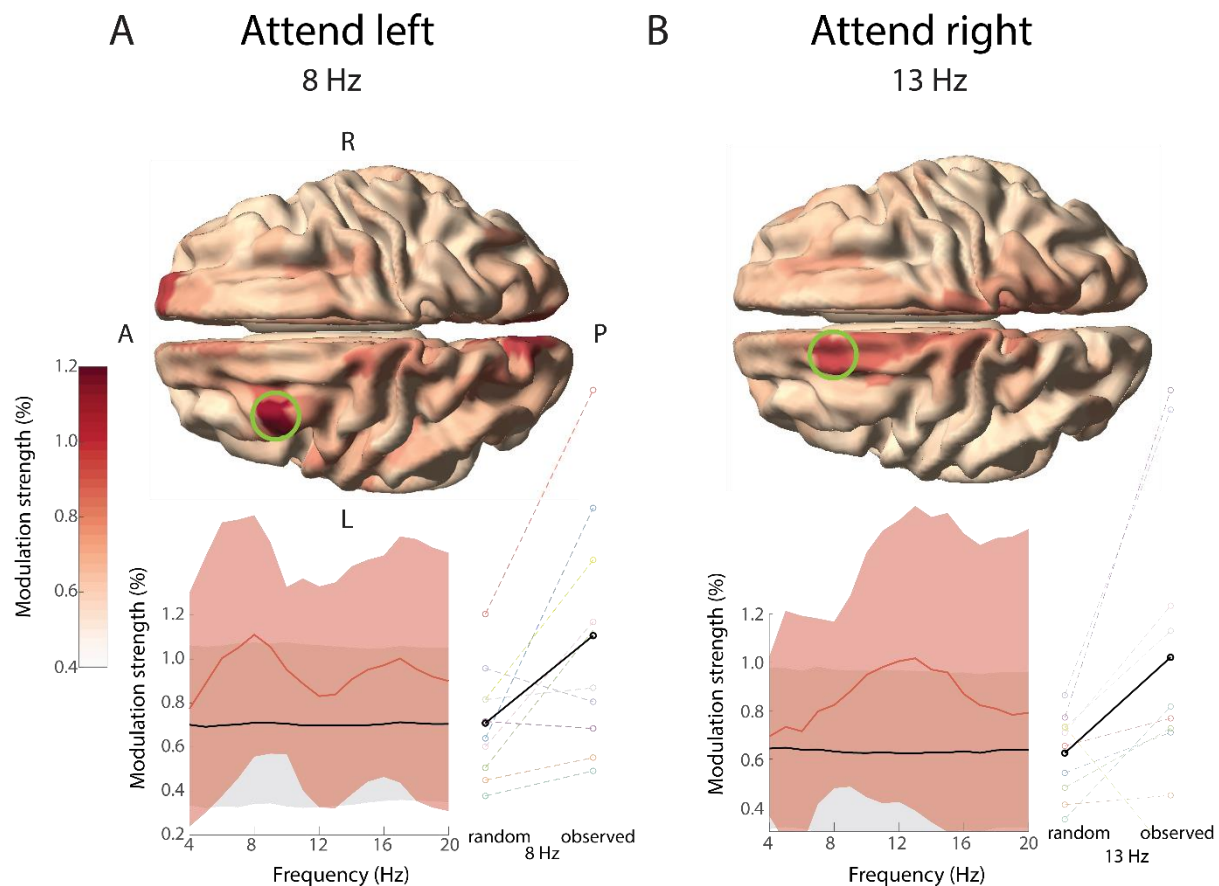 A
Attend left
8 Hz
R
A
P
L
Modulation strength (%)
1.2
1.0
0.8
0.6
0.4
Modulation strength (%)
1.2
1.0
0.8
0.6
0.4
0.2
4
8
12
16
20
Frequency (Hz)
random
observed
8 Hz
B
Attend right
13 Hz
Modulation strength (%)
1.2
1.0
0.8
0.6
0.4
4
8
12
16
20
Frequency (Hz)
random
observed
13 Hz